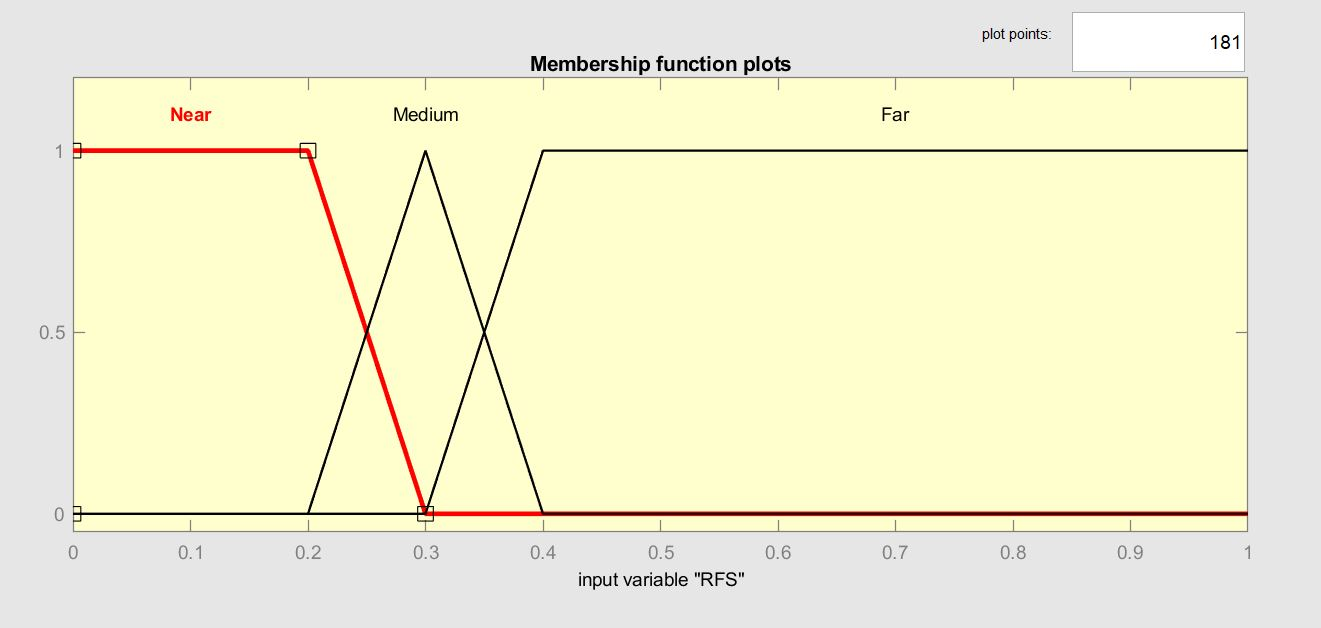 plot points:
181
Membership function plots
Near Medium Far
1
0.5
0
0 0.1 0.2 0.3 0.4 0.5 0.6 0.7 0.8 0.9 1
input variable "RFS"